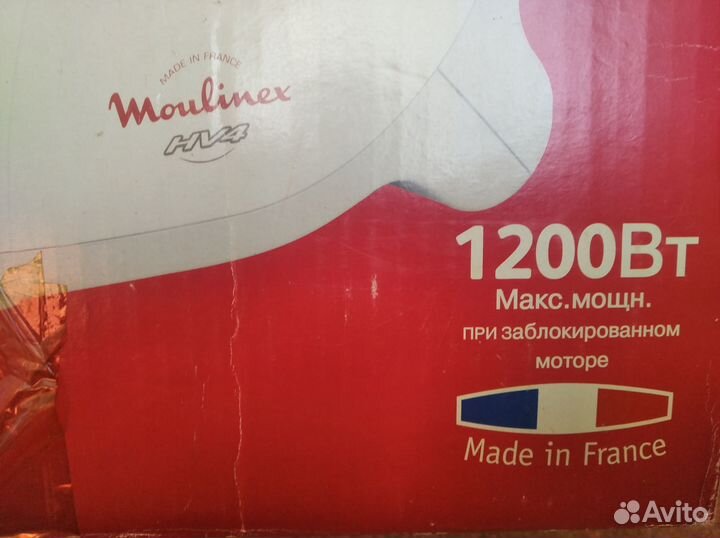 MADE IN FRANCE
Moulinex
HV4
1200Вт
Макс.мощн.
ПРИ заблокированном
моторе
Made in France
Avito